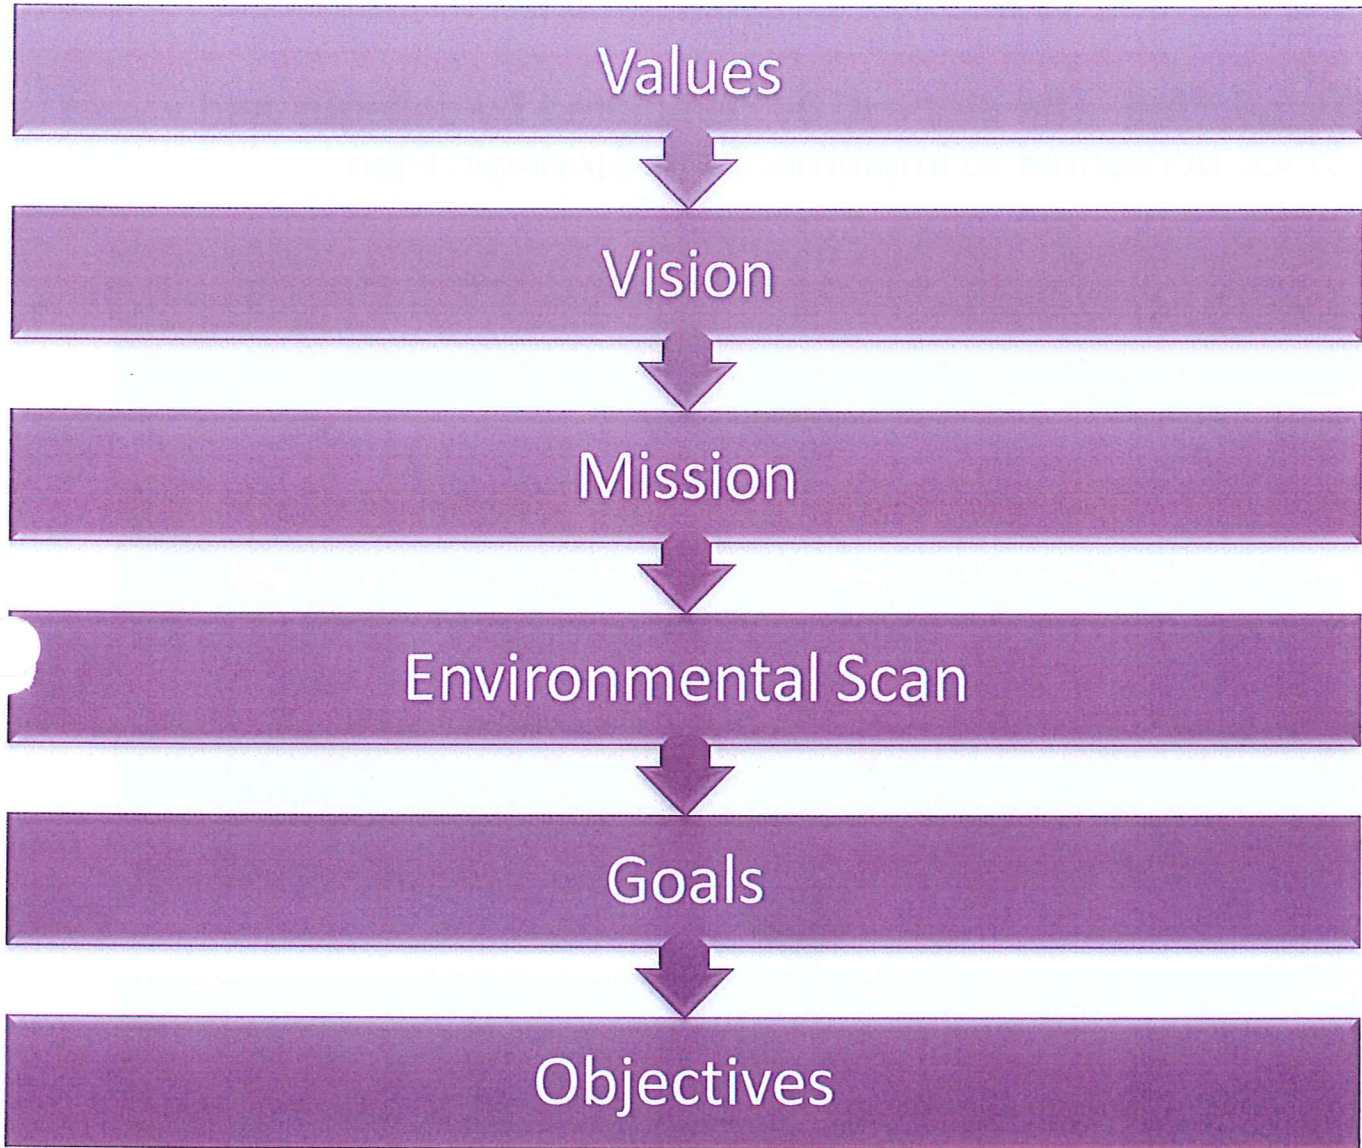 Values
Vision
Mission
Environmental Scan
Goals
Objectives